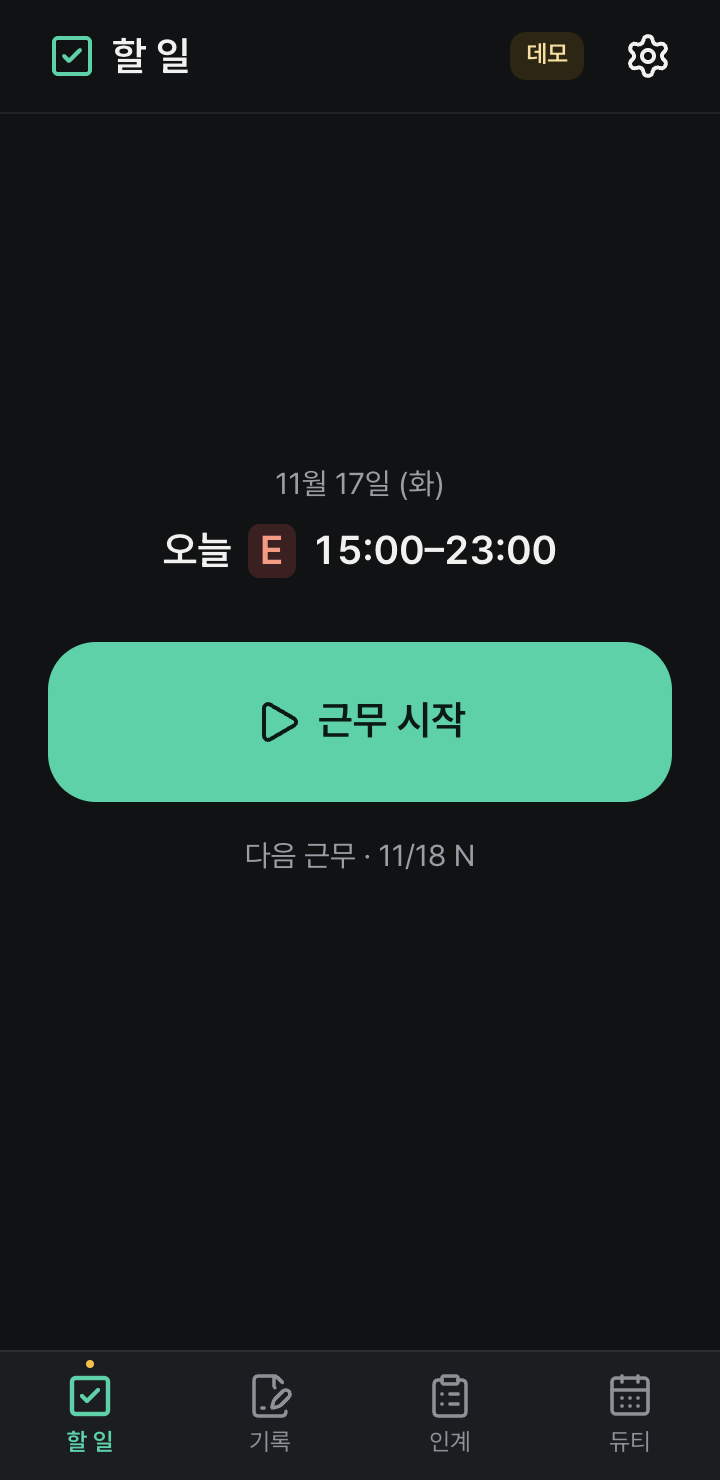 할 일
데모
11월 17일 (화)
오늘 E 15:00–23:00
근무 시작
다음 근무 · 11/18 N
할 일
기록
인계
듀티